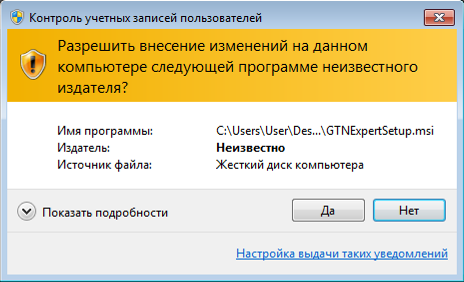 Контроль учетных записей пользователей
Разрешить внесение изменений на данном
компьютере следующей программе неизвестного
издателя?
Имя программы: C:\Users\User\Des...\GTNExpertSetup.msi
Издатель: Неизвестно
Источник файла: Жесткий диск компьютера
Показать подробности Да Нет
Настройка выдачи таких уведомлений